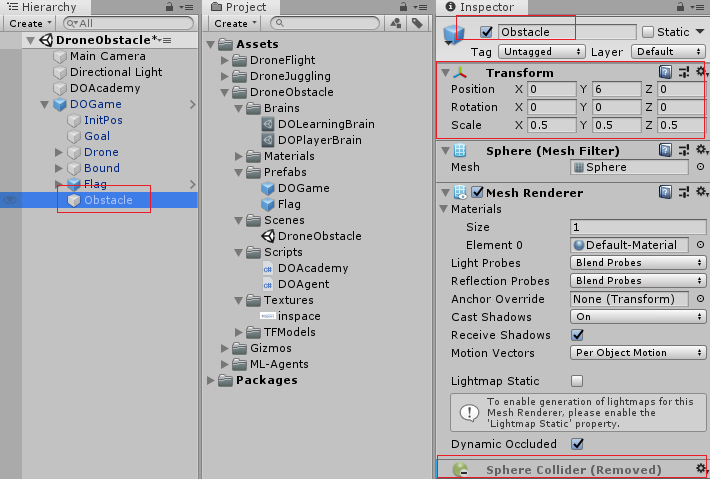 Hierarchy
Create
All
DroneObstacle*
Main Camera
Directional Light
DOAcademy
DOGame
InitPos
Goal
Drone
Bound
Flag
Obstacle
Project
Create
Assets
DroneFlight
DroneJuggling
DroneObstacle
Brains
DOLearningBrain
DOPlayerBrain
Materials
Prefabs
DOGame
Flag
Scenes
DroneObstacle
Scripts
DOAcademy
DOAgent
Textures
inspace
TFModels
Gizmos
ML-Agents
Packages
Inspector
Obstacle Static
Tag Untagged Layer Default
Transform
Position X 0 Y 6 Z 0
Rotation X 0 Y 0 Z 0
Scale X 0.5 Y 0.5 Z 0.5
Sphere (Mesh Filter)
Mesh Sphere
Mesh Renderer
Materials
Size 1
Element 0 Default-Material
Light Probes Blend Probes
Reflection Probes Blend Probes
Anchor Override None (Transform)
Cast Shadows On
Receive Shadows
Motion Vectors Per Object Motion
Lightmap Static
To enable generation of lightmaps for this
Mesh Renderer, please enable the
'Lightmap Static' property.
Dynamic Occluded
Sphere Collider (Removed)